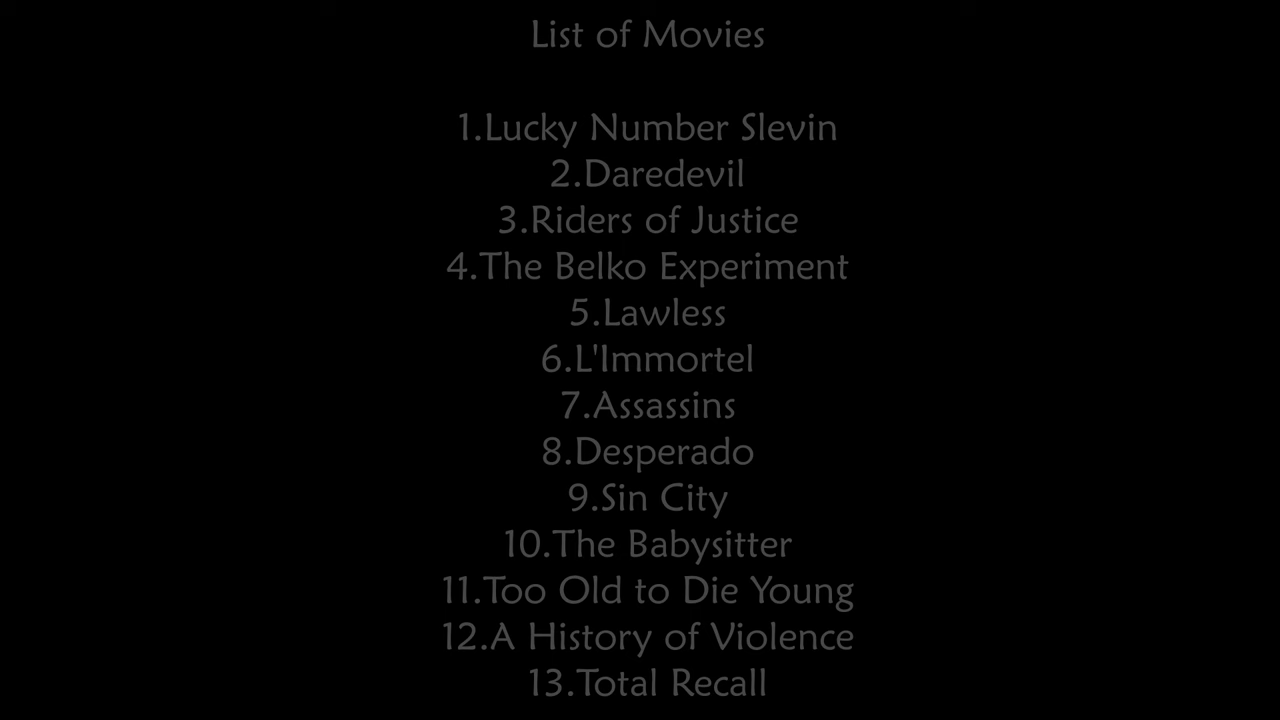 List of Movies
1.Lucky Number Slevin
2.Daredevil
3.Riders of Justice
4.The Belko Experiment
5.Lawless
6.L'Immortel
7.Assassins
8.Desperado
9.Sin City
10.The Babysitter
11.Too Old to Die Young
12.A History of Violence
13.Total Recall